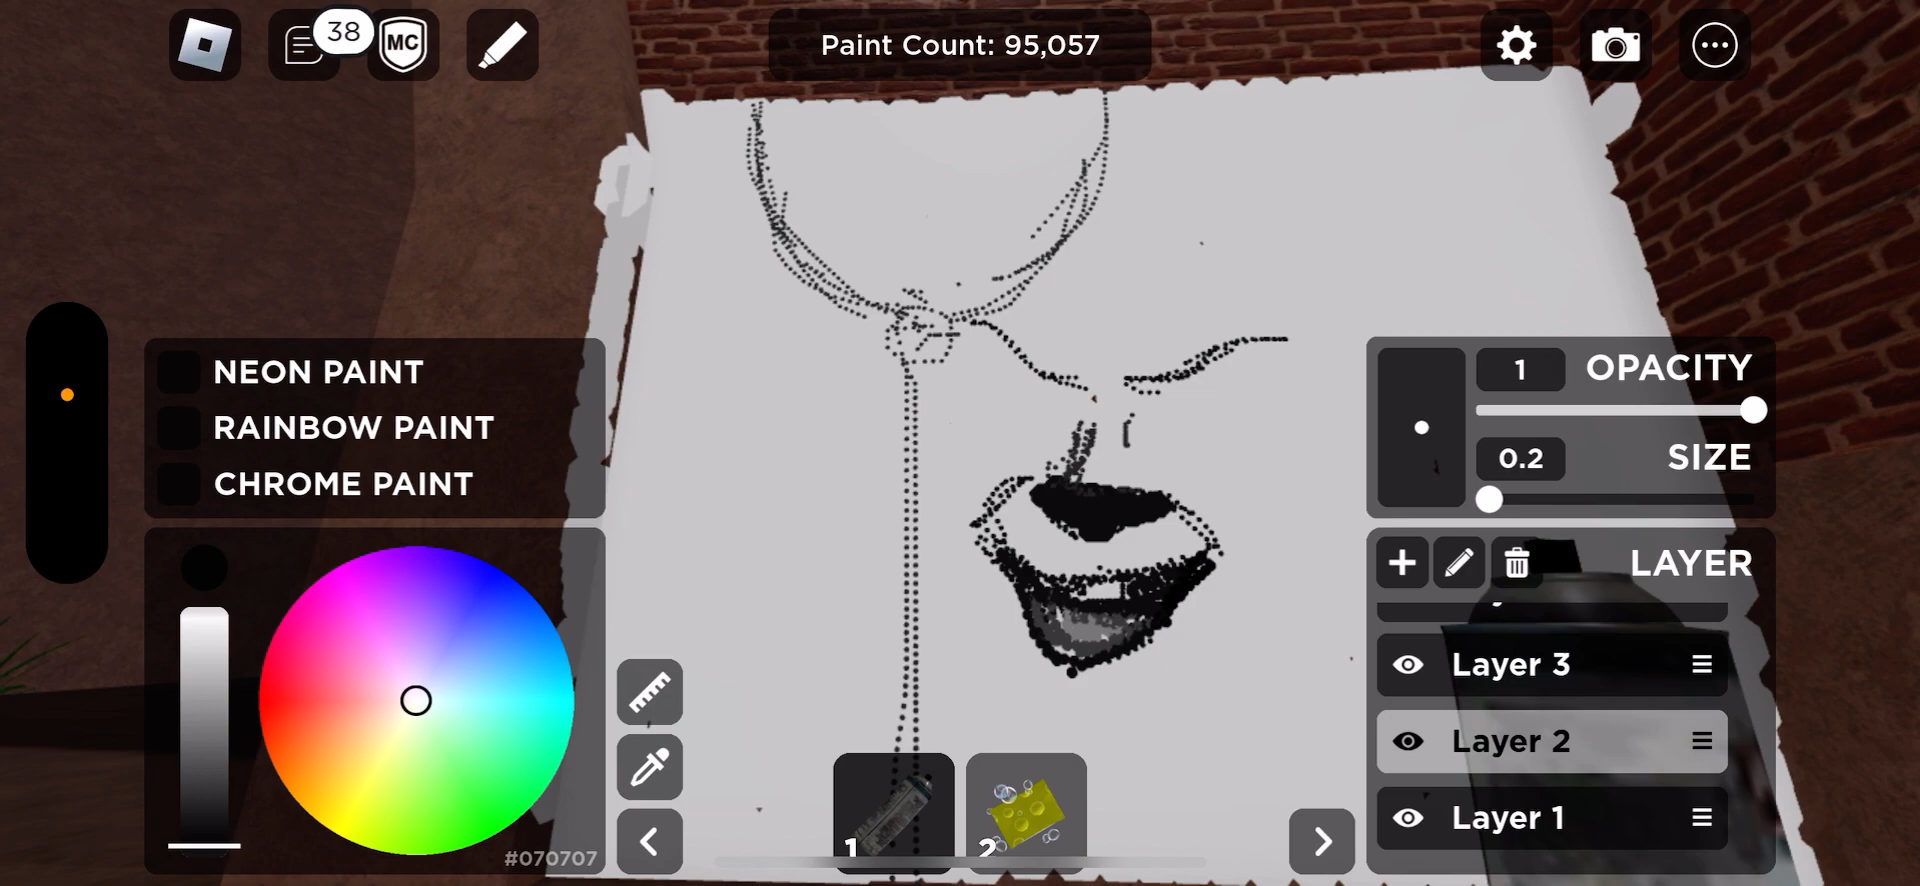 38
MC
Paint Count: 95,057
NEON PAINT
RAINBOW PAINT
CHROME PAINT
#070707
1
2
1 OPACITY
0.2 SIZE
LAYER
Layer 3
Layer 2
Layer 1